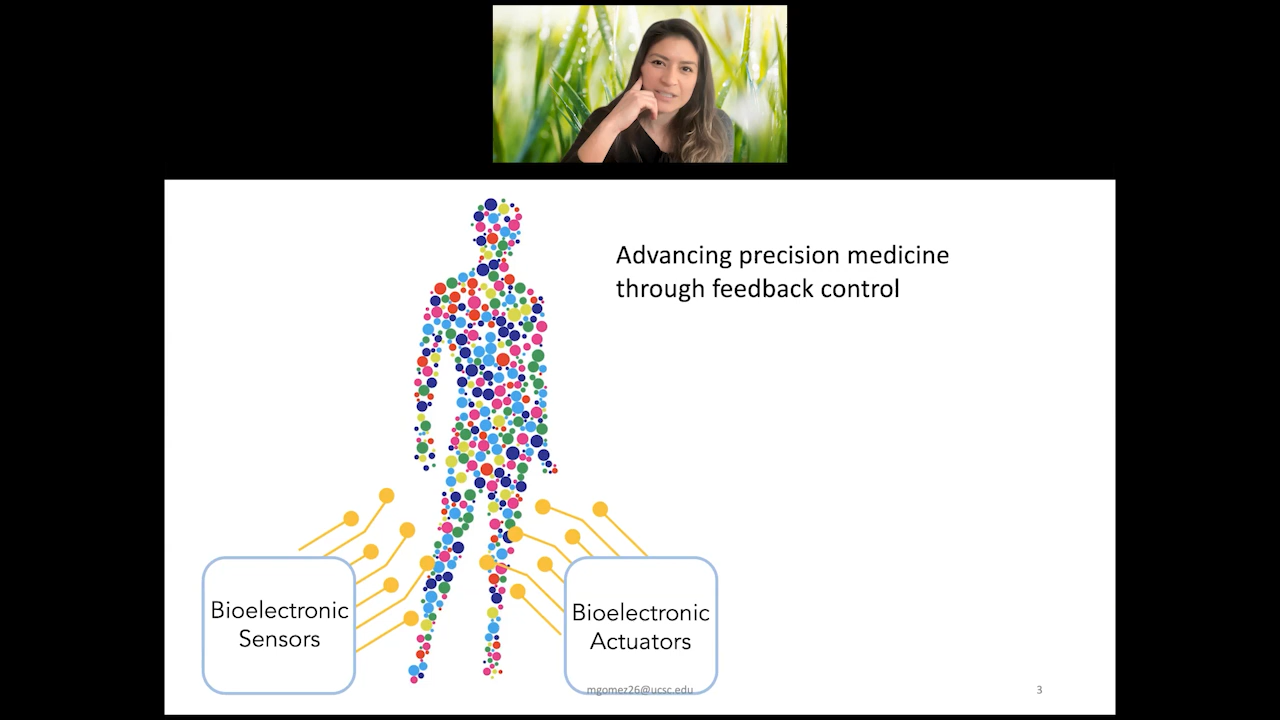 Advancing precision medicine
through feedback control
Bioelectronic
Sensors
Bioelectronic
Actuators
mgomez26@ucsc.edu
3